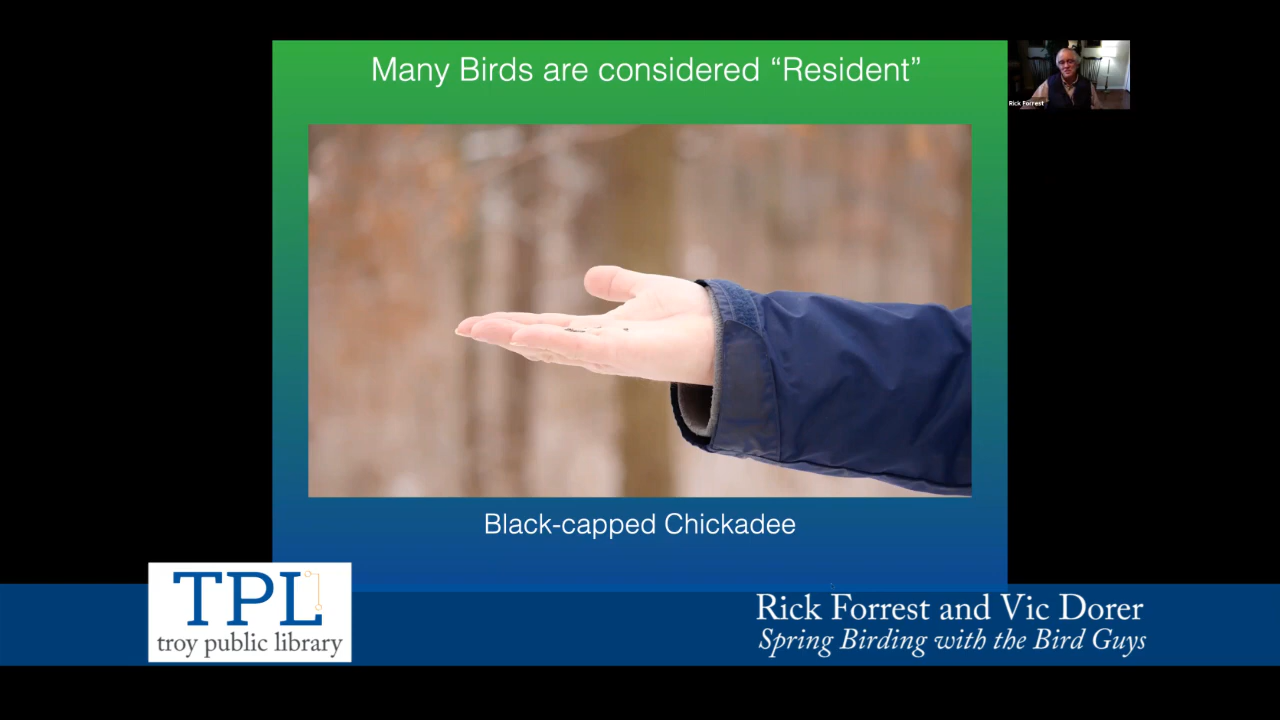 Many Birds are considered “Resident”
Rick Forrest
Black-capped Chickadee
TPL
troy public library
Rick Forrest and Vic Dorer
Spring Birding with the Bird Guys